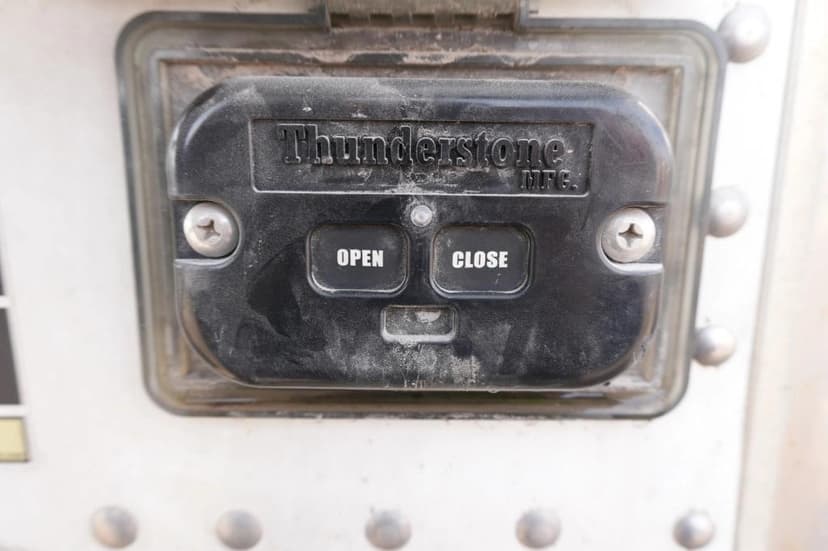 Thunderstone
MFG.
OPEN
CLOSE